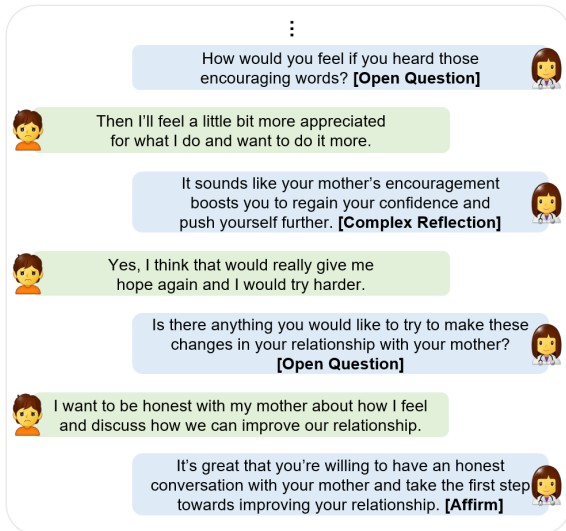 ⋮
How would you feel if you heard those
encouraging words? [Open Question]
Then I'll feel a little bit more appreciated
for what I do and want to do it more.
It sounds like your mother's encouragement
boosts you to regain your confidence and
push yourself further. [Complex Reflection]
Yes, I think that would really give me
hope again and I would try harder.
Is there anything you would like to try to make these
changes in your relationship with your mother?
[Open Question]
I want to be honest with my mother about how I feel
and discuss how we can improve our relationship.
It's great that you're willing to have an honest
conversation with your mother and take the first step
towards improving your relationship. [Affirm]